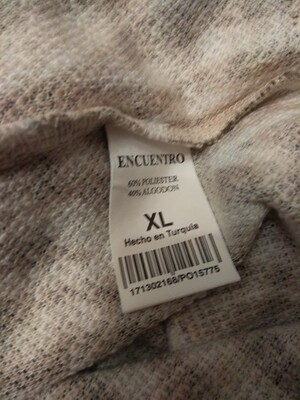 ENCUENTRO
60% POLIESTER
40% ALGODON
XL
Hecho en Turquia
171302168/PO15775